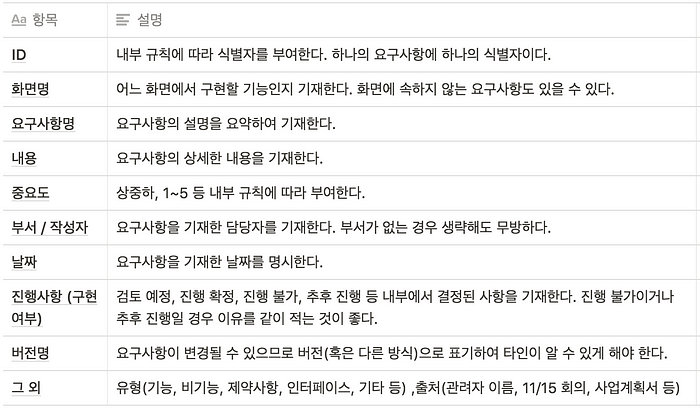 Aa 항목 설명
ID 내부 규칙에 따라 식별자를 부여한다. 하나의 요구사항에 하나의 식별자이다.
화면명 어느 화면에서 구현할 기능인지 기재한다. 화면에 속하지 않는 요구사항도 있을 수 있다.
요구사항명 요구사항의 설명을 요약하여 기재한다.
내용 요구사항의 상세한 내용을 기재한다.
중요도 상중하, 1~5 등 내부 규칙에 따라 부여한다.
부서 / 작성자 요구사항을 기재한 담당자를 기재한다. 부서가 없는 경우 생략해도 무방하다.
날짜 요구사항을 기재한 날짜를 명시한다.
진행사항 (구현 검토 예정, 진행 확정, 진행 불가, 추후 진행 등 내부에서 결정된 사항을 기재한다. 진행 불가이거나
여부) 추후 진행일 경우 이유를 같이 적는 것이 좋다.
버전명 요구사항이 변경될 수 있으므로 버전(혹은 다른 방식)으로 표기하여 타인이 알 수 있게 해야 한다.
그 외 유형(기능, 비기능, 제약사항, 인터페이스, 기타 등) ,출처(관려자 이름, 11/15 회의, 사업계획서 등)